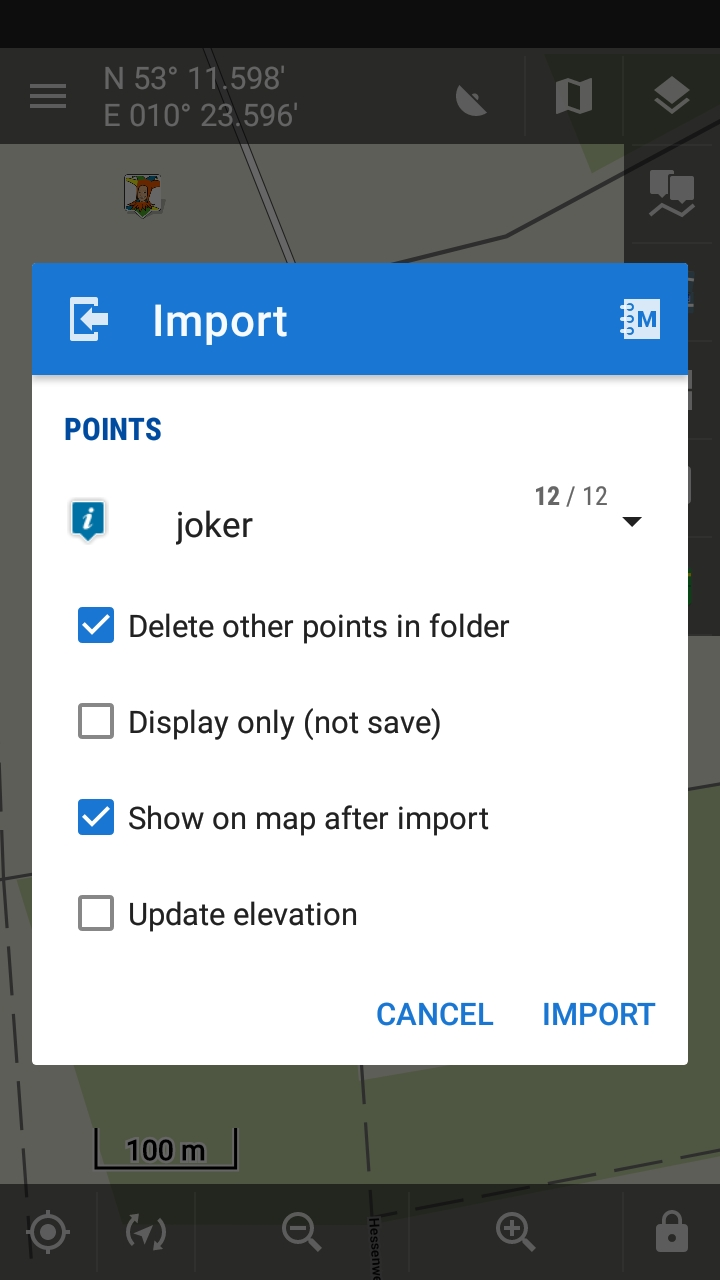 N 53° 11.598'
E 010° 23.596'
Import
M
POINTS
joker
12 / 12
Delete other points in folder
Display only (not save)
Show on map after import
Update elevation
CANCEL
IMPORT
100 m